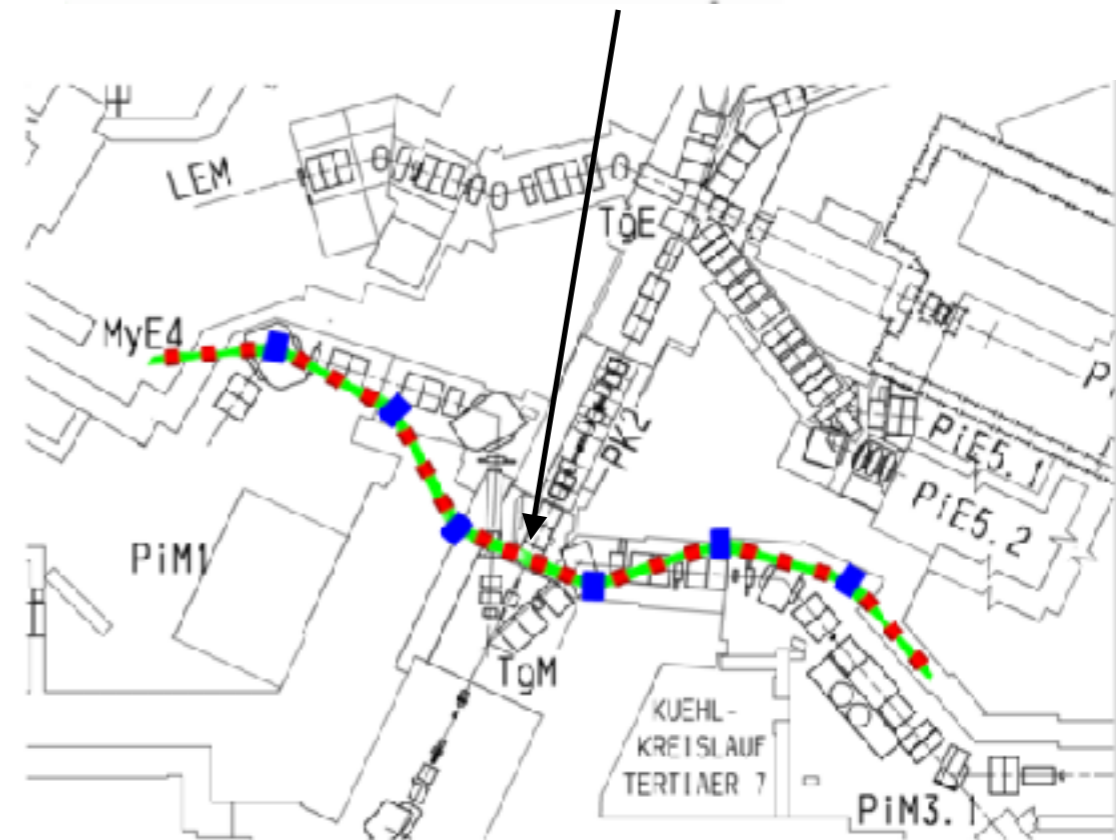 LEM
TgE
MyE4
PK2
PiE5.1
PiE5.2
PiM1
TgM
KUEHL-
KREISLAUF
TERTIAER 7
PiM3.1